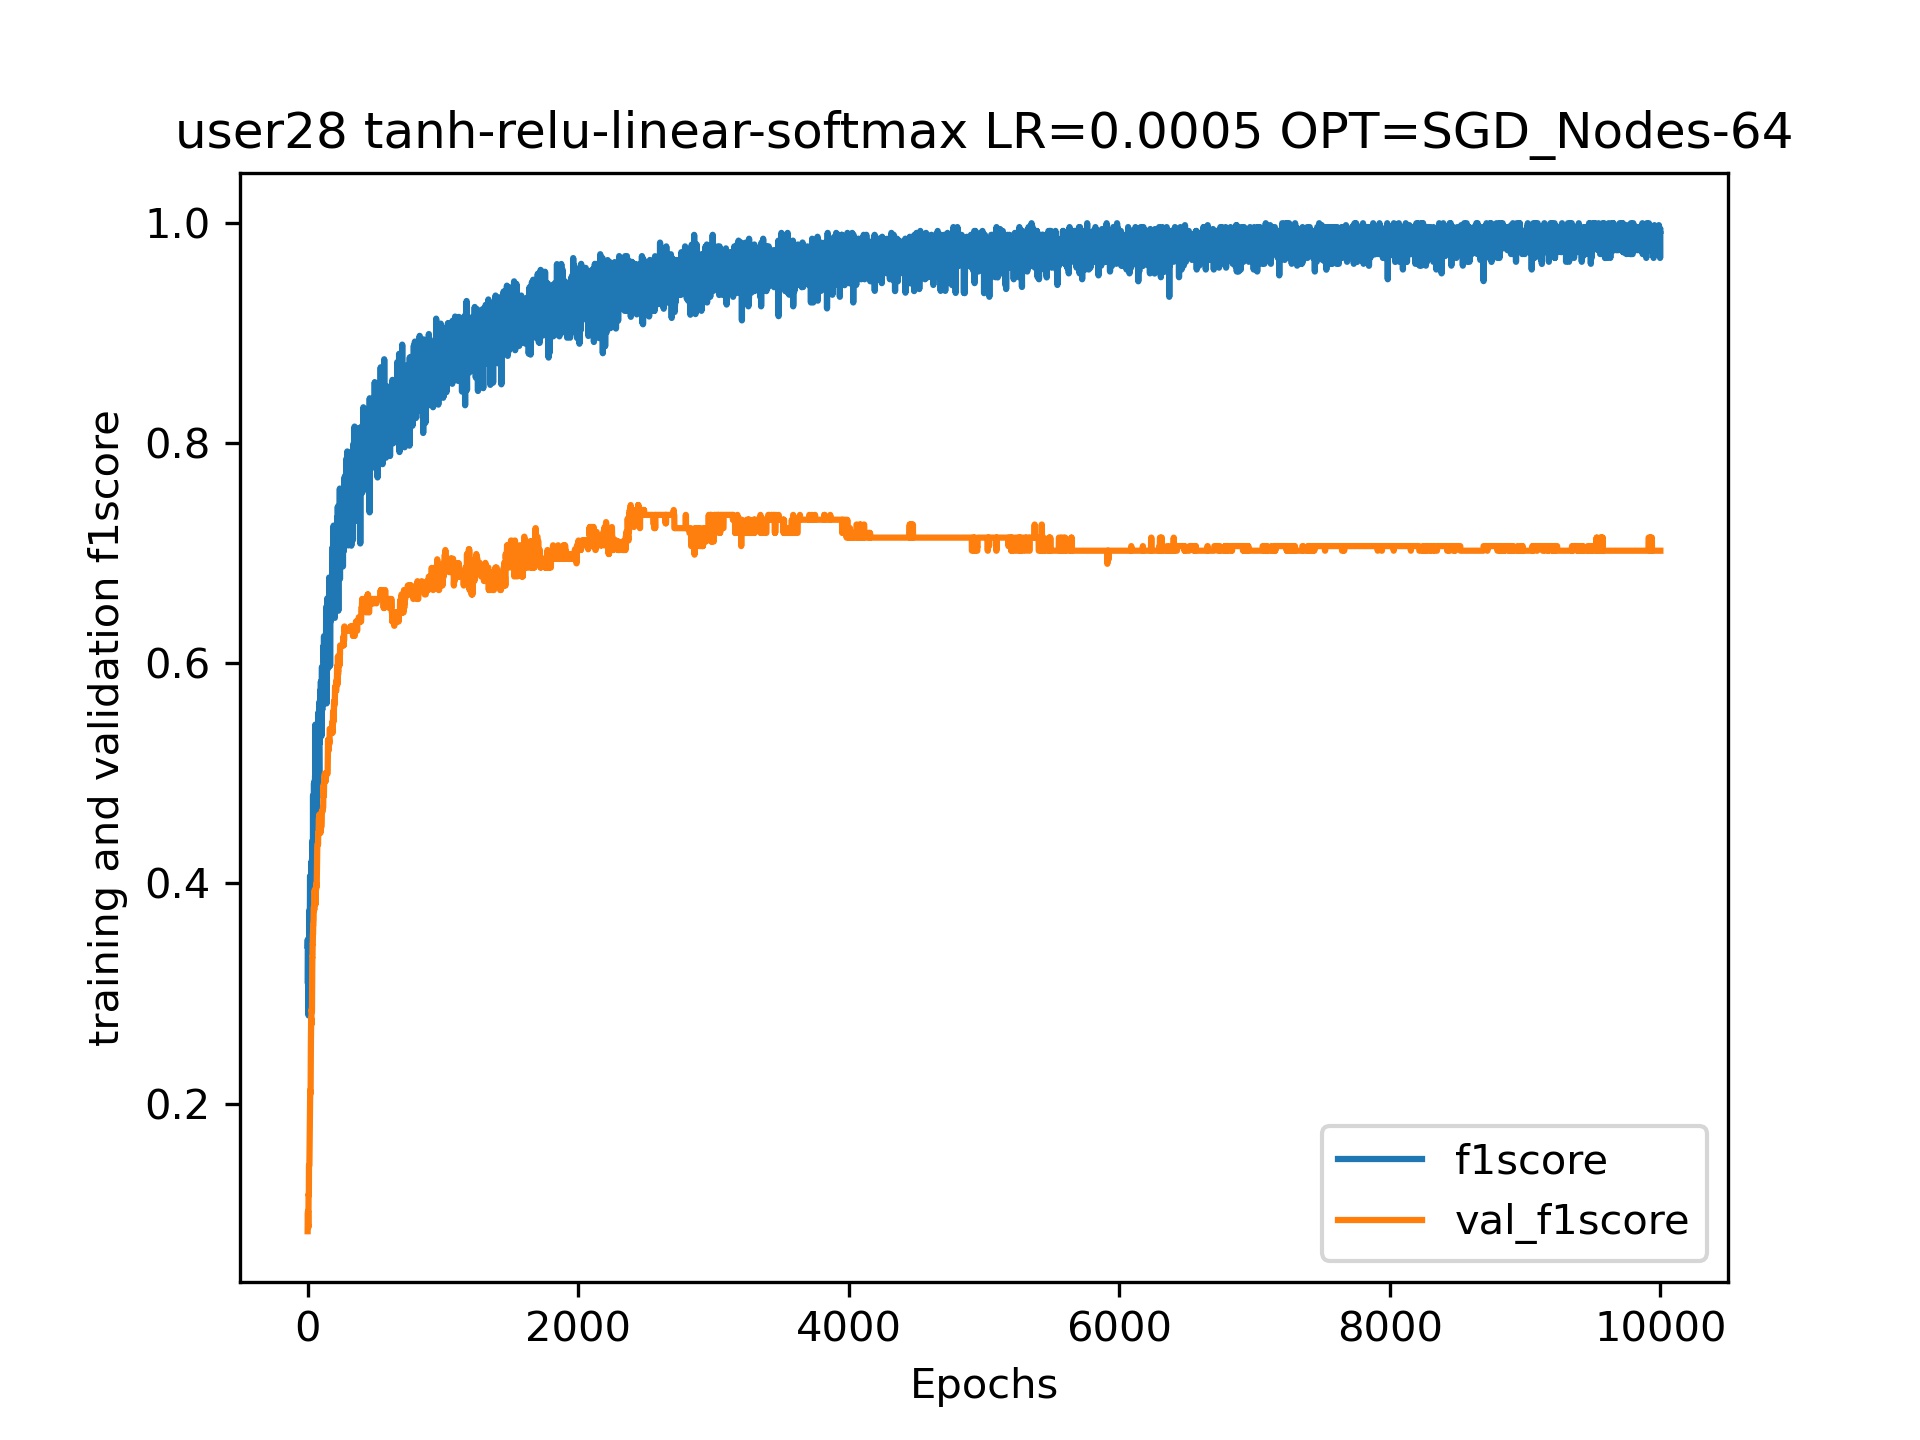 user28 tanh-relu-linear-softmax LR=0.0005 OPT=SGD_Nodes-64
training and validation f1score
1.0
0.8
0.6
0.4
0.2
f1score
val_f1score
0 2000 4000 6000 8000 10000
Epochs